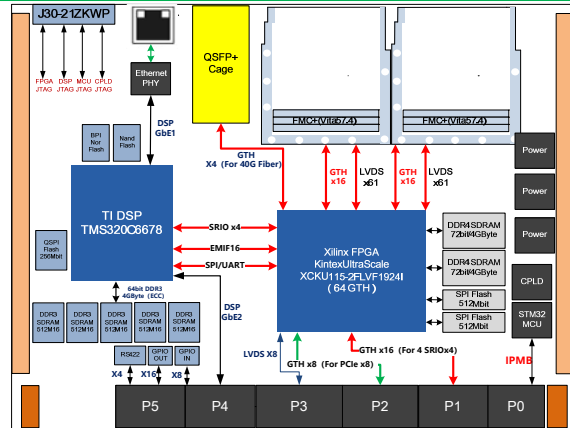 J30-21ZKWP
FPGA
JTAG
DSP
JTAG
MCU
JTAG
CPLD
JTAG
Ethernet
PHY
QSFP+
Cage
FMC+(Vita57.4)
FMC+(Vita57.4)
DSP
GbE1
BPI
Nor
Flash
Nand
Flash
GTH
X4 (For 40G Fiber)
GTH
x16
LVDS
x61
GTH
x16
LVDS
x61
Power
Power
Power
TI DSP
TMS320C6678
QSPI
Flash
256Mbit
SRIO x4
EMIF16
SPI/UART
Xilinx FPGA
KintexUltraScale
XCKU115-2FLVF1924I
( 64 GTH )
DDR4SDRAM
72bit/4GByte
DDR4SDRAM
72bit/4GByte
SPI Flash
512Mbit
SPI Flash
512Mbit
CPLD
STM32
MCU
64bit DDR3
4GByte (ECC)
DSP
GbE2
DDR3
SDRAM
512M16
DDR3
SDRAM
512M16
DDR3
SDRAM
512M16
DDR3
SDRAM
512M16
DDR3
SDRAM
512M16
RS422
GPIO
OUT
GPIO
IN
X4
X16
X8
LVDS X8
GTH x16 (For 4 SRIOx4)
GTH x8 (For PCIe x8)
IPMB
P5
P4
P3
P2
P1
P0